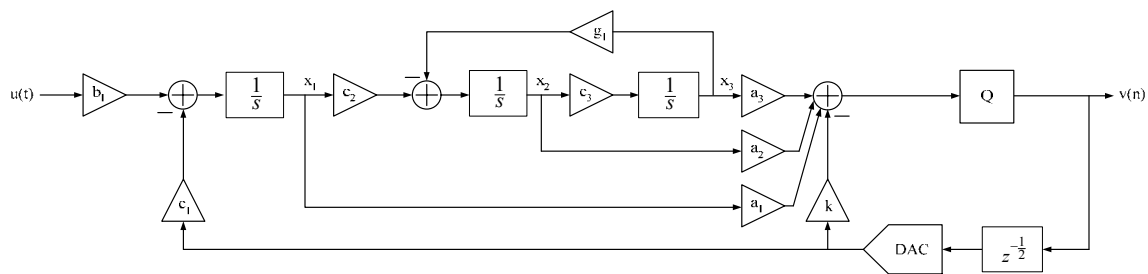 g₁
u(t) b₁ − 1/s x₁ c₂ − 1/s x₂ c₃ 1/s x₃ a₃ − Q v(n)
a₂
c₁ a₁ k
DAC z^{-1/2}